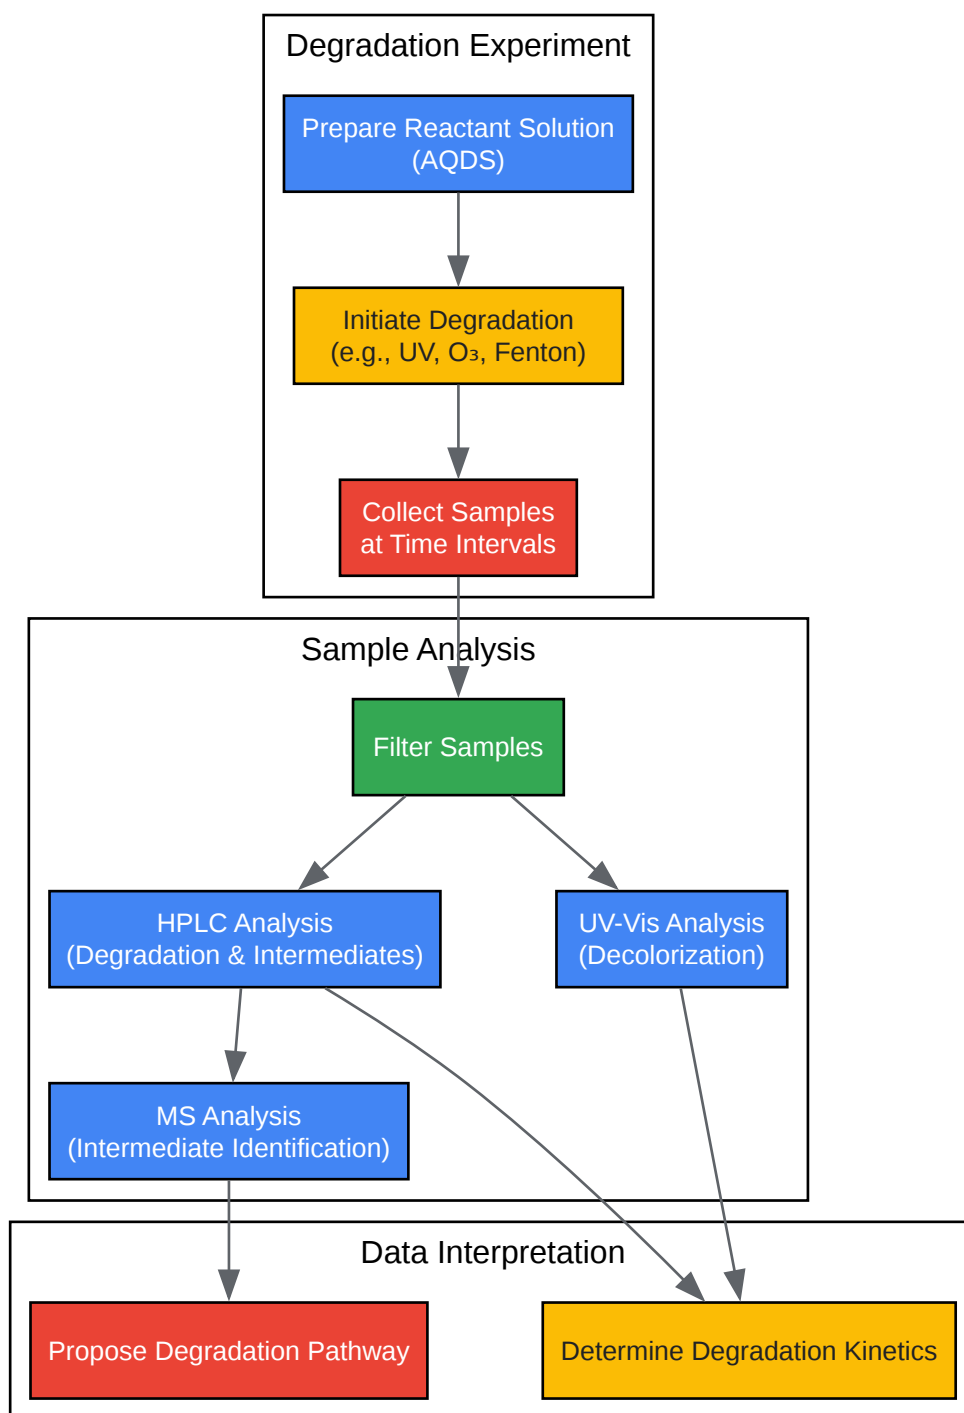 Degradation Experiment
Prepare Reactant Solution
(AQDS)
Initiate Degradation
(e.g., UV, O₃, Fenton)
Collect Samples
at Time Intervals
Sample Analysis
Filter Samples
HPLC Analysis
(Degradation & Intermediates)
UV-Vis Analysis
(Decolorization)
MS Analysis
(Intermediate Identification)
Data Interpretation
Propose Degradation Pathway
Determine Degradation Kinetics